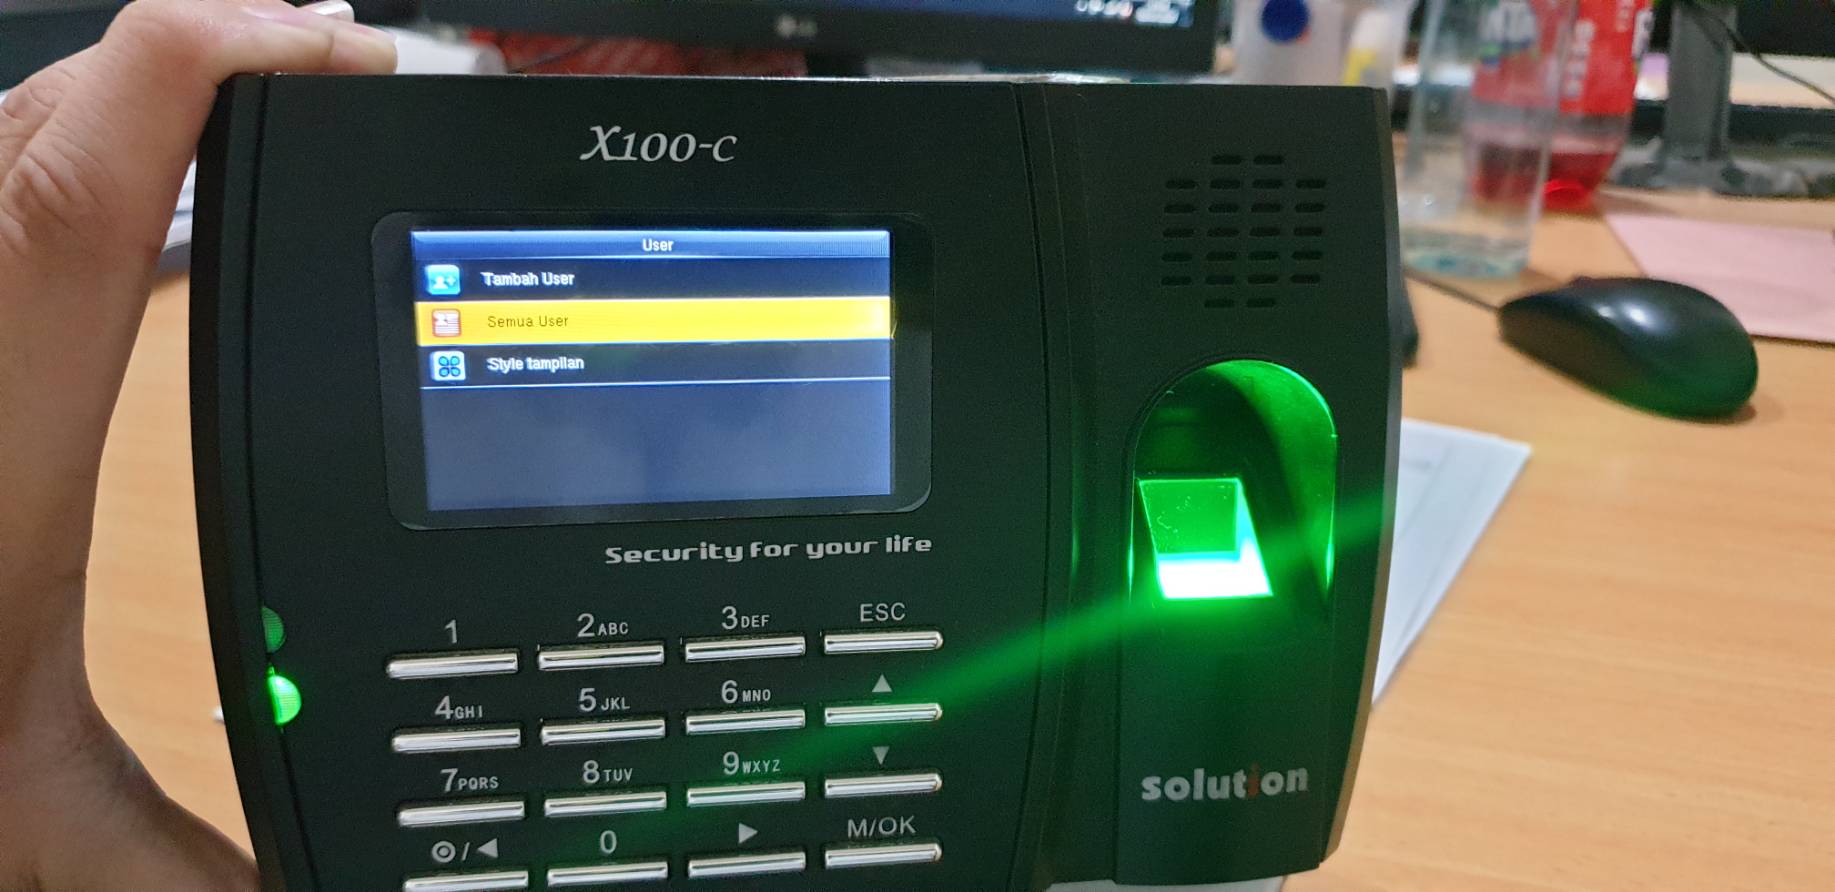 X100-C
User
Tambah User
Semua User
Style tampilan
Security for your life
1 2ABC 3DEF ESC
4GHI 5JKL 6MNO ▲
7PQRS 8TUV 9WXYZ ▼
◎/◀ 0 ▶ M/OK
solution